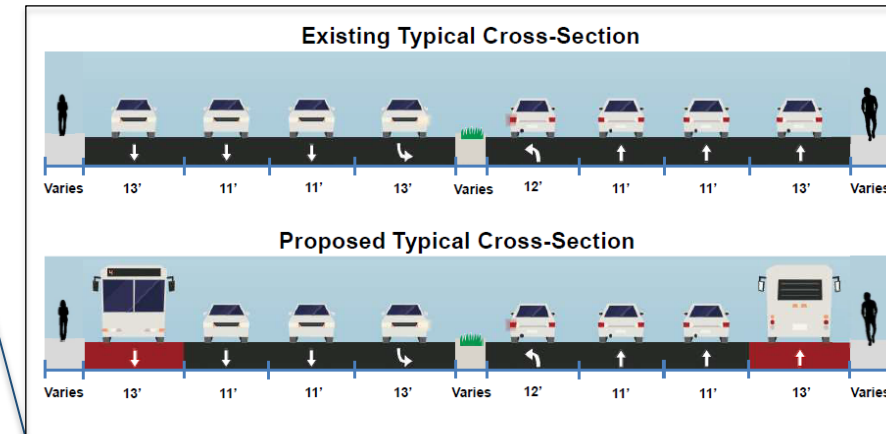 Existing Typical Cross-Section
Varies 13' 11' 11' 13' Varies 12' 11' 11' 13' Varies
Proposed Typical Cross-Section
Varies 13' 11' 11' 13' Varies 12' 11' 11' 13' Varies